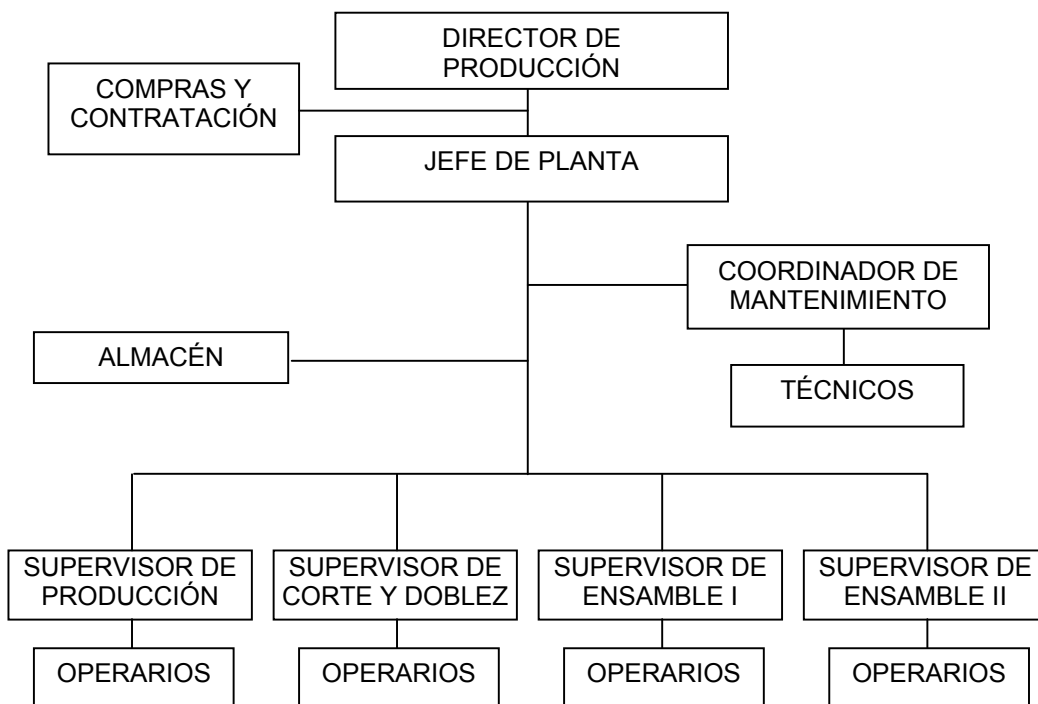 DIRECTOR DE
PRODUCCIÓN
COMPRAS Y
CONTRATACIÓN
JEFE DE PLANTA
COORDINADOR DE
MANTENIMIENTO
ALMACÉN
TÉCNICOS
SUPERVISOR DE
PRODUCCIÓN
SUPERVISOR DE
CORTE Y DOBLEZ
SUPERVISOR DE
ENSAMBLE I
SUPERVISOR DE
ENSAMBLE II
OPERARIOS
OPERARIOS
OPERARIOS
OPERARIOS